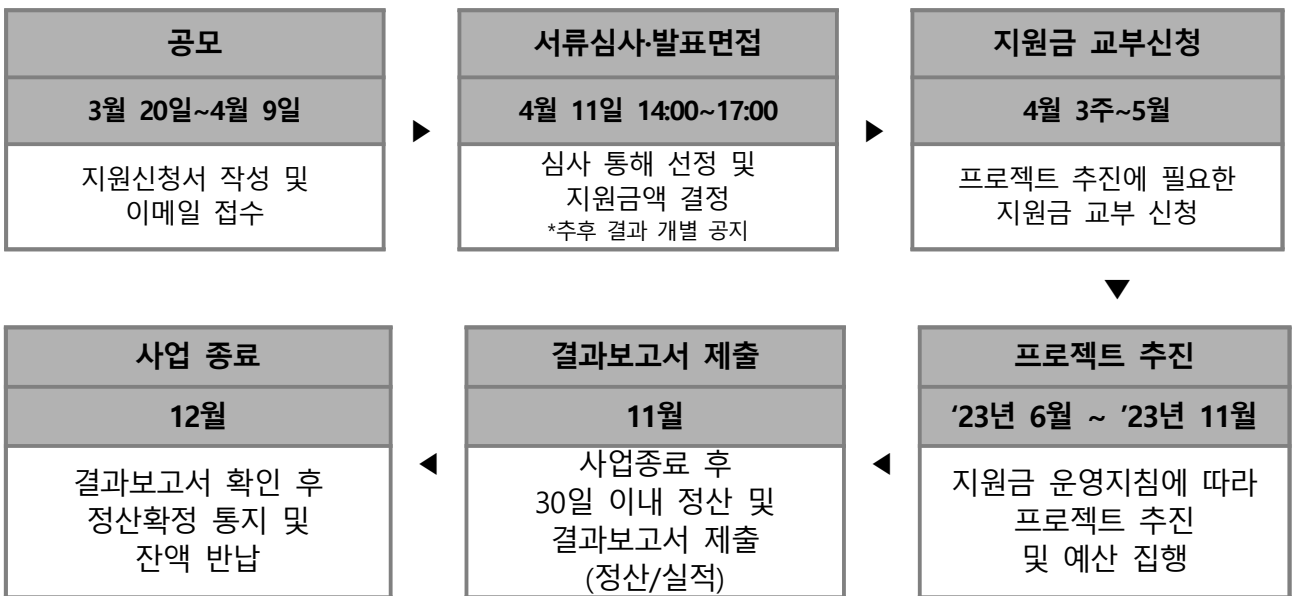 공모
3월 20일~4월 9일
지원신청서 작성 및
이메일 접수
▶
서류심사·발표면접
4월 11일 14:00~17:00
심사 통해 선정 및
지원금액 결정
*추후 결과 개별 공지
▶
지원금 교부신청
4월 3주~5월
프로젝트 추진에 필요한
지원금 교부 신청
▼
프로젝트 추진
‘23년 6월 ~ ’23년 11월
지원금 운영지침에 따라
프로젝트 추진
및 예산 집행
◀
결과보고서 제출
11월
사업종료 후
30일 이내 정산 및
결과보고서 제출
(정산/실적)
◀
사업 종료
12월
결과보고서 확인 후
정산확정 통지 및
잔액 반납